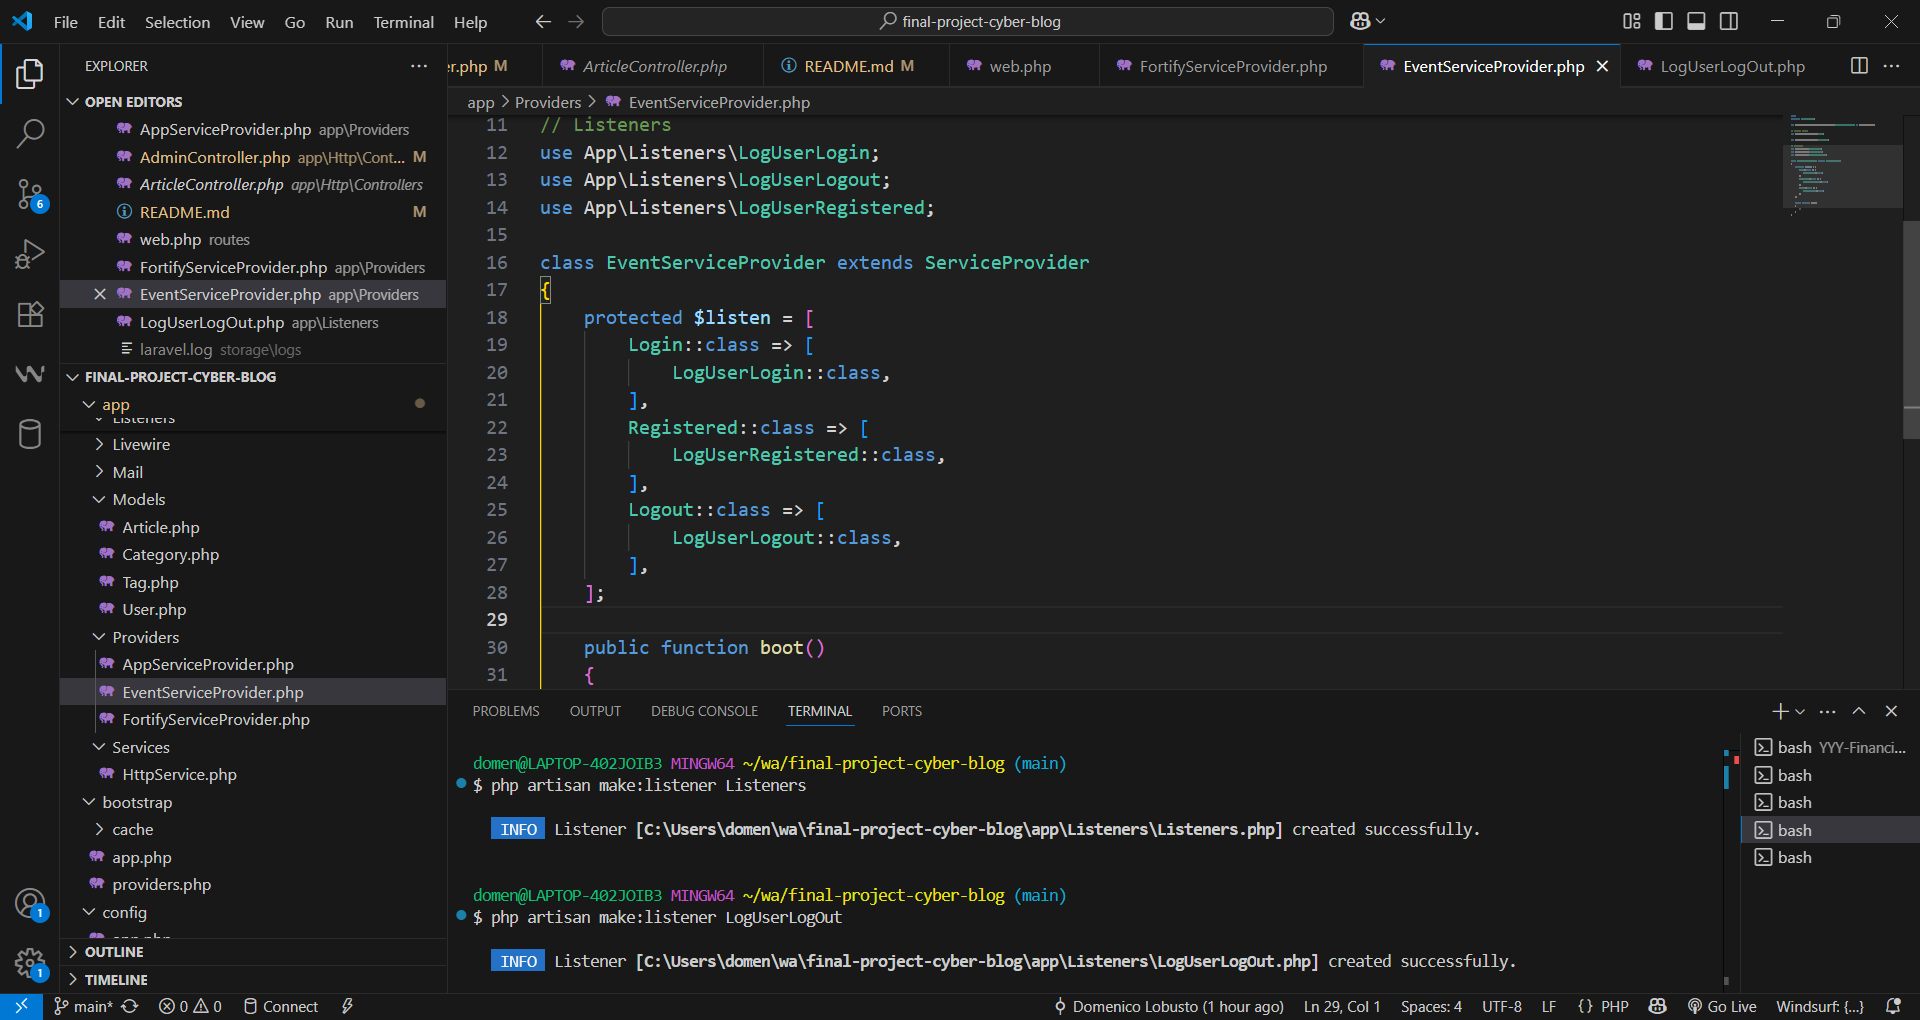 File Edit Selection View Go Run Terminal Help
final-project-cyber-blog
EXPLORER
OPEN EDITORS
AppServiceProvider.php app\Providers
AdminController.php app\Http\Cont... M
ArticleController.php app\Http\Controllers
README.md M
web.php routes
FortifyServiceProvider.php app\Providers
EventServiceProvider.php app\Providers
LogUserLogOut.php app\Listeners
laravel.log storage\logs
FINAL-PROJECT-CYBER-BLOG
app
Listeners
Livewire
Mail
Models
Article.php
Category.php
Tag.php
User.php
Providers
AppServiceProvider.php
EventServiceProvider.php
FortifyServiceProvider.php
Services
HttpService.php
bootstrap
cache
app.php
providers.php
config
OUTLINE
TIMELINE
6
1
1
er.php M
ArticleController.php
README.md M
web.php
FortifyServiceProvider.php
EventServiceProvider.php
LogUserLogOut.php
app > Providers > EventServiceProvider.php
11 // Listeners
12 use App\Listeners\LogUserLogin;
13 use App\Listeners\LogUserLogout;
14 use App\Listeners\LogUserRegistered;
15
16 class EventServiceProvider extends ServiceProvider
17 {
18 protected $listen = [
19 Login::class => [
20 LogUserLogin::class,
21 ],
22 Registered::class => [
23 LogUserRegistered::class,
24 ],
25 Logout::class => [
26 LogUserLogout::class,
27 ],
28 ];
29
30 public function boot()
31 {
PROBLEMS OUTPUT DEBUG CONSOLE TERMINAL PORTS
domen@LAPTOP-402JOIB3 MINGW64 ~/wa/final-project-cyber-blog (main)
$ php artisan make:listener Listeners
INFO Listener [C:\Users\domen\wa\final-project-cyber-blog\app\Listeners\Listeners.php] created successfully.
domen@LAPTOP-402JOIB3 MINGW64 ~/wa/final-project-cyber-blog (main)
$ php artisan make:listener LogUserLogOut
INFO Listener [C:\Users\domen\wa\final-project-cyber-blog\app\Listeners\LogUserLogOut.php] created successfully.
bash YYY-Financi...
bash
bash
bash
bash
main* 0 0 Connect
Domenico Lobusto (1 hour ago) Ln 29, Col 1 Spaces: 4 UTF-8 LF {} PHP Go Live Windsurf: {...}